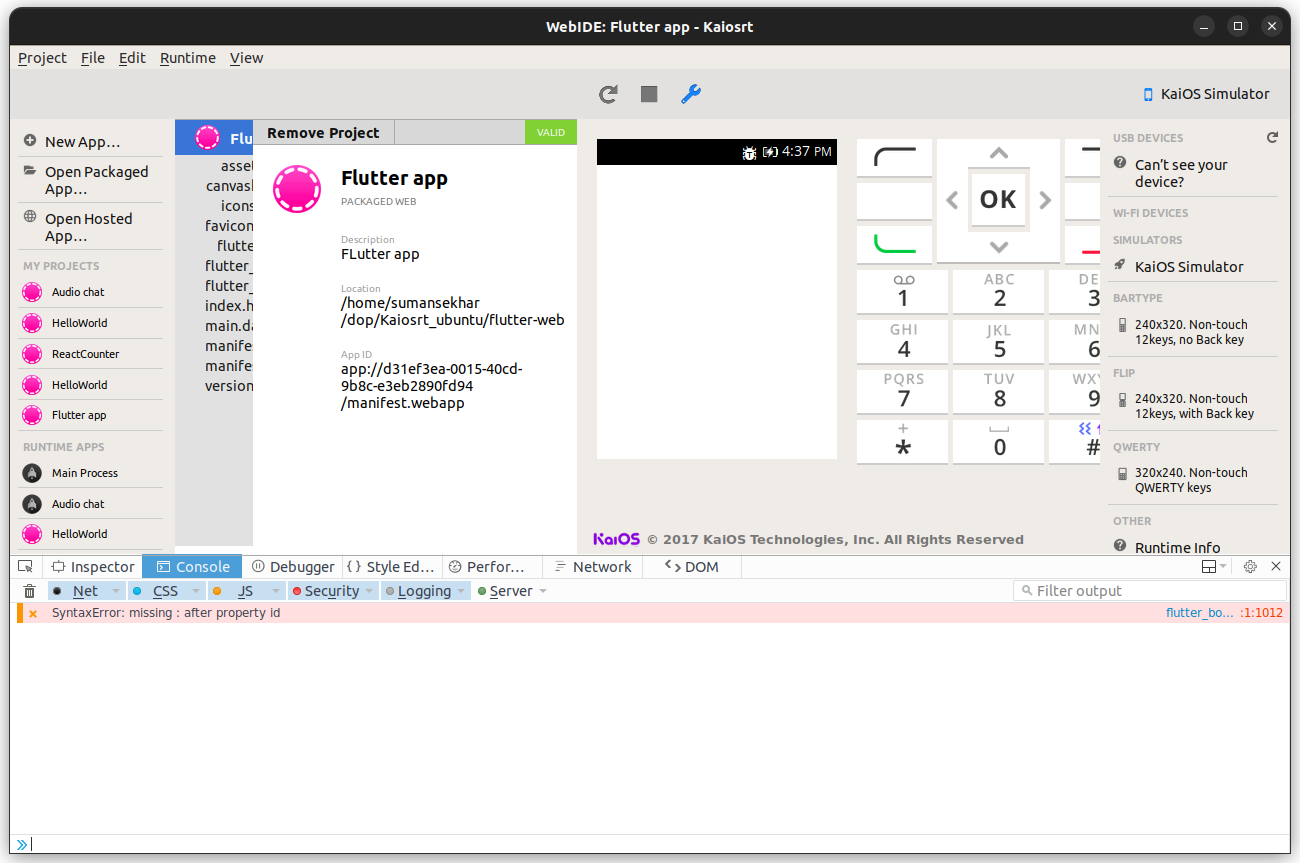 WebIDE: Flutter app - Kaiosrt
Project File Edit Runtime View
KaiOS Simulator
New App...
Open Packaged
App...
Open Hosted
App...
MY PROJECTS
Audio chat
HelloWorld
ReactCounter
HelloWorld
Flutter app
RUNTIME APPS
Main Process
Audio chat
HelloWorld
Flu
asset
canvask
icons
favicon
flutte
flutter_
flutter_
index.h
main.da
manifes
manifes
version
Remove Project
VALID
Flutter app
PACKAGED WEB
Description
FLutter app
Location
/home/sumansekhar
/dop/Kaiosrt_ubuntu/flutter-web
App ID
app://d31ef3ea-0015-40cd-
9b8c-e3eb2890fd94
/manifest.webapp
4:37 PM
OK
1
ABC
2
DE
3
GHI
4
JKL
5
MN
6
PQRS
7
TUV
8
WXY
9
+
*
0
#
KaiOS © 2017 KaiOS Technologies, Inc. All Rights Reserved
USB DEVICES
Can't see your
device?
WI-FI DEVICES
SIMULATORS
KaiOS Simulator
BARTYPE
240x320. Non-touch
12keys, no Back key
FLIP
240x320. Non-touch
12keys, with Back key
QWERTY
320x240. Non-touch
QWERTY keys
OTHER
Runtime Info
Inspector Console Debugger { } Style Ed... Perfor... Network DOM
Net CSS JS Security Logging Server Filter output
SyntaxError: missing : after property id flutter_bo... :1:1012